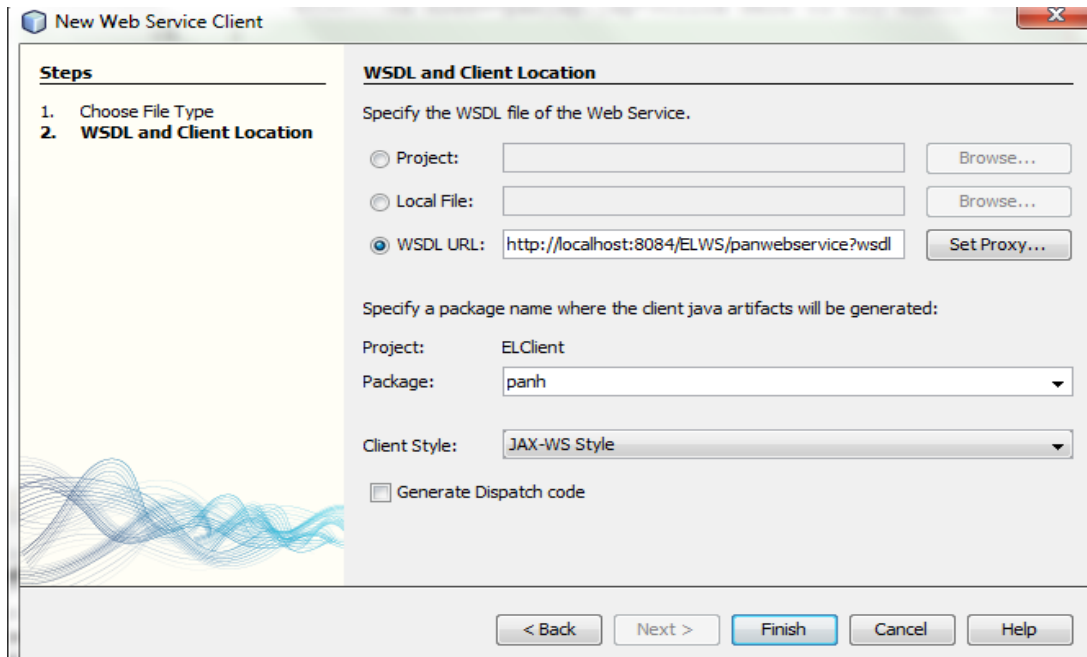 New Web Service Client
Steps
1. Choose File Type
2. WSDL and Client Location
WSDL and Client Location
Specify the WSDL file of the Web Service.
Project: Browse...
Local File: Browse...
WSDL URL: http://localhost:8084/ELWS/panwebservice?wsdl Set Proxy...
Specify a package name where the client java artifacts will be generated:
Project: ELClient
Package: panh
Client Style: JAX-WS Style
Generate Dispatch code
< Back Next > Finish Cancel Help